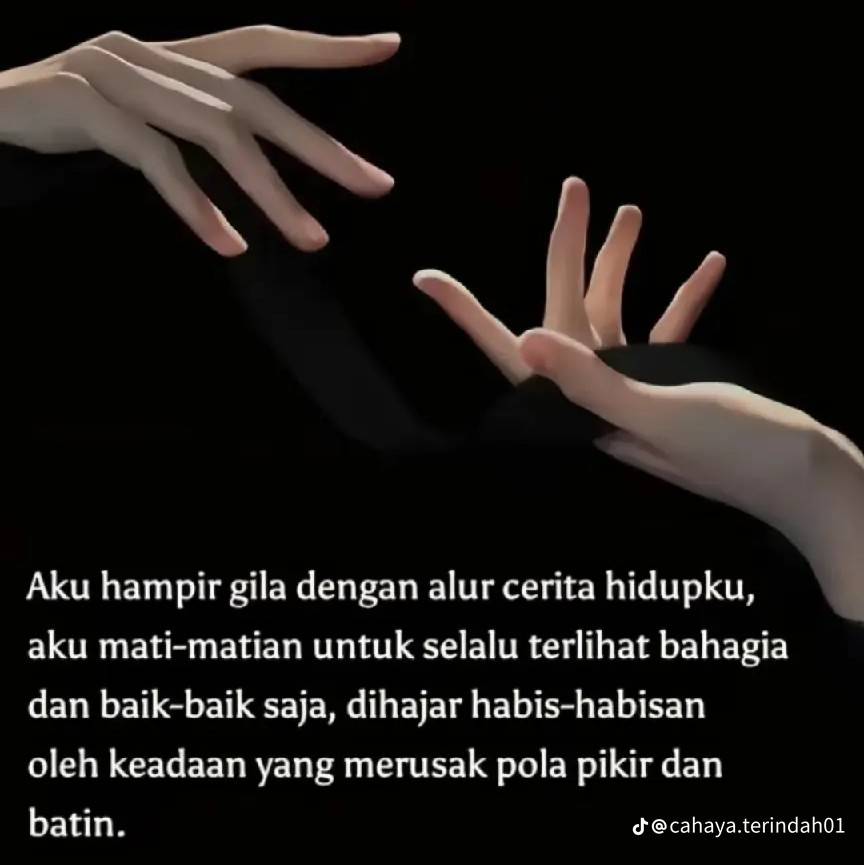 Aku hampir gila dengan alur cerita hidupku,
aku mati-matian untuk selalu terlihat bahagia
dan baik-baik saja, dihajar habis-habisan
oleh keadaan yang merusak pola pikir dan
batin.
@cahaya.terindah01